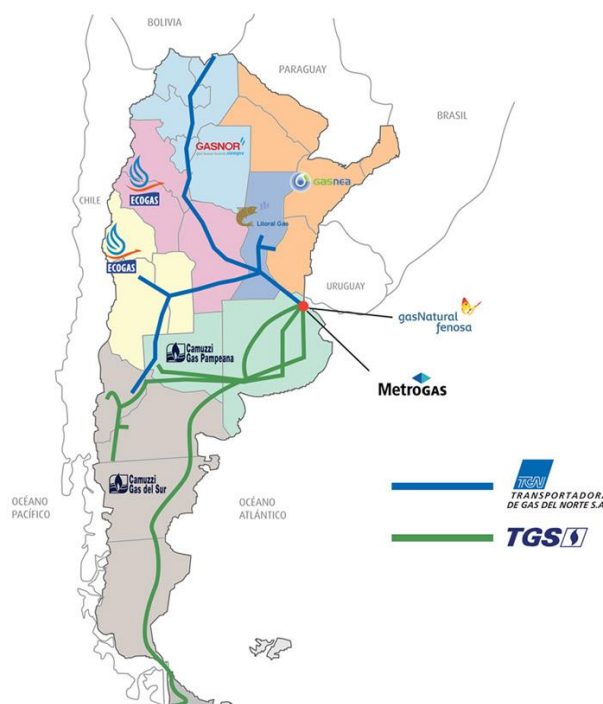 BOLIVIA
PARAGUAY
BRASIL
GASNOR
gasnea
ECOGAS
CHILE
Litoral Gas
ECOGAS
URUGUAY
gasNatural
fenosa
Camuzzi
Gas Pampeana
MetroGAS
TGN
TRANSPORTADORA
DE GAS DEL NORTE S.A
Camuzzi
Gas del Sur
OCÉANO
PACÍFICO
OCÉANO
ATLÁNTICO
TGS